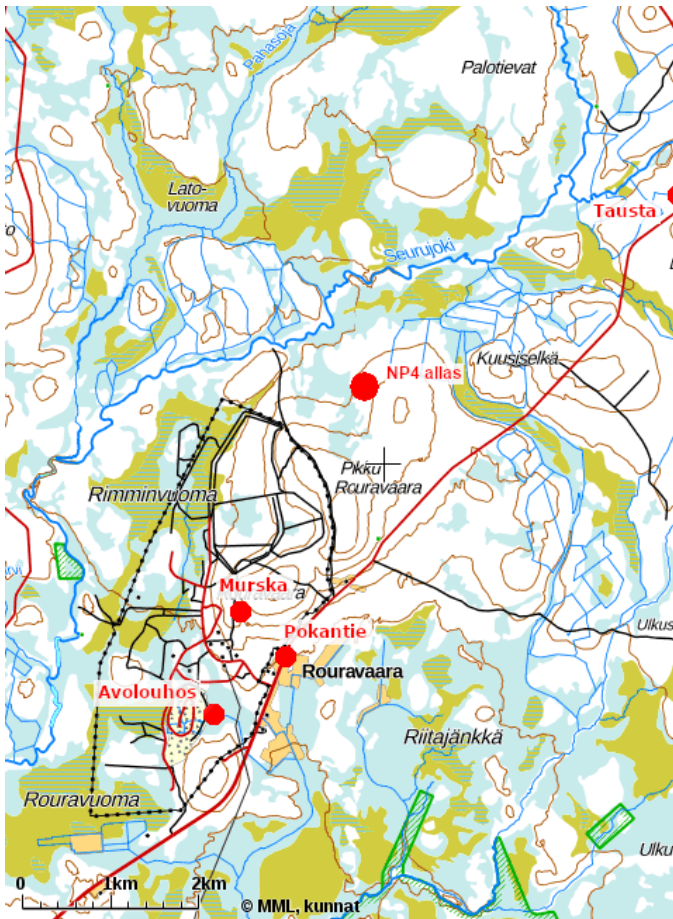 Pahasoja
Palotievat
Lato-
vuoma
Tausta
Seurujoki
Kuusiselkä
NP4 allas
Pikku
Rouravaara
Rimminvuoma
Murska
Pokantie
Ulkus
Rouravaara
Avolouhos
Riitajänkkä
Rouravuoma
Ulku
0
1km
2km
© MML, kunnat